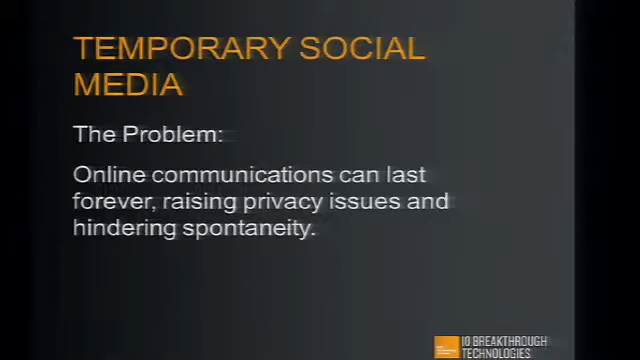 TEMPORARY SOCIAL
MEDIA
The Problem:
Online communications can last
forever, raising privacy issues and
hindering spontaneity.
10 BREAKTHROUGH
TECHNOLOGIES